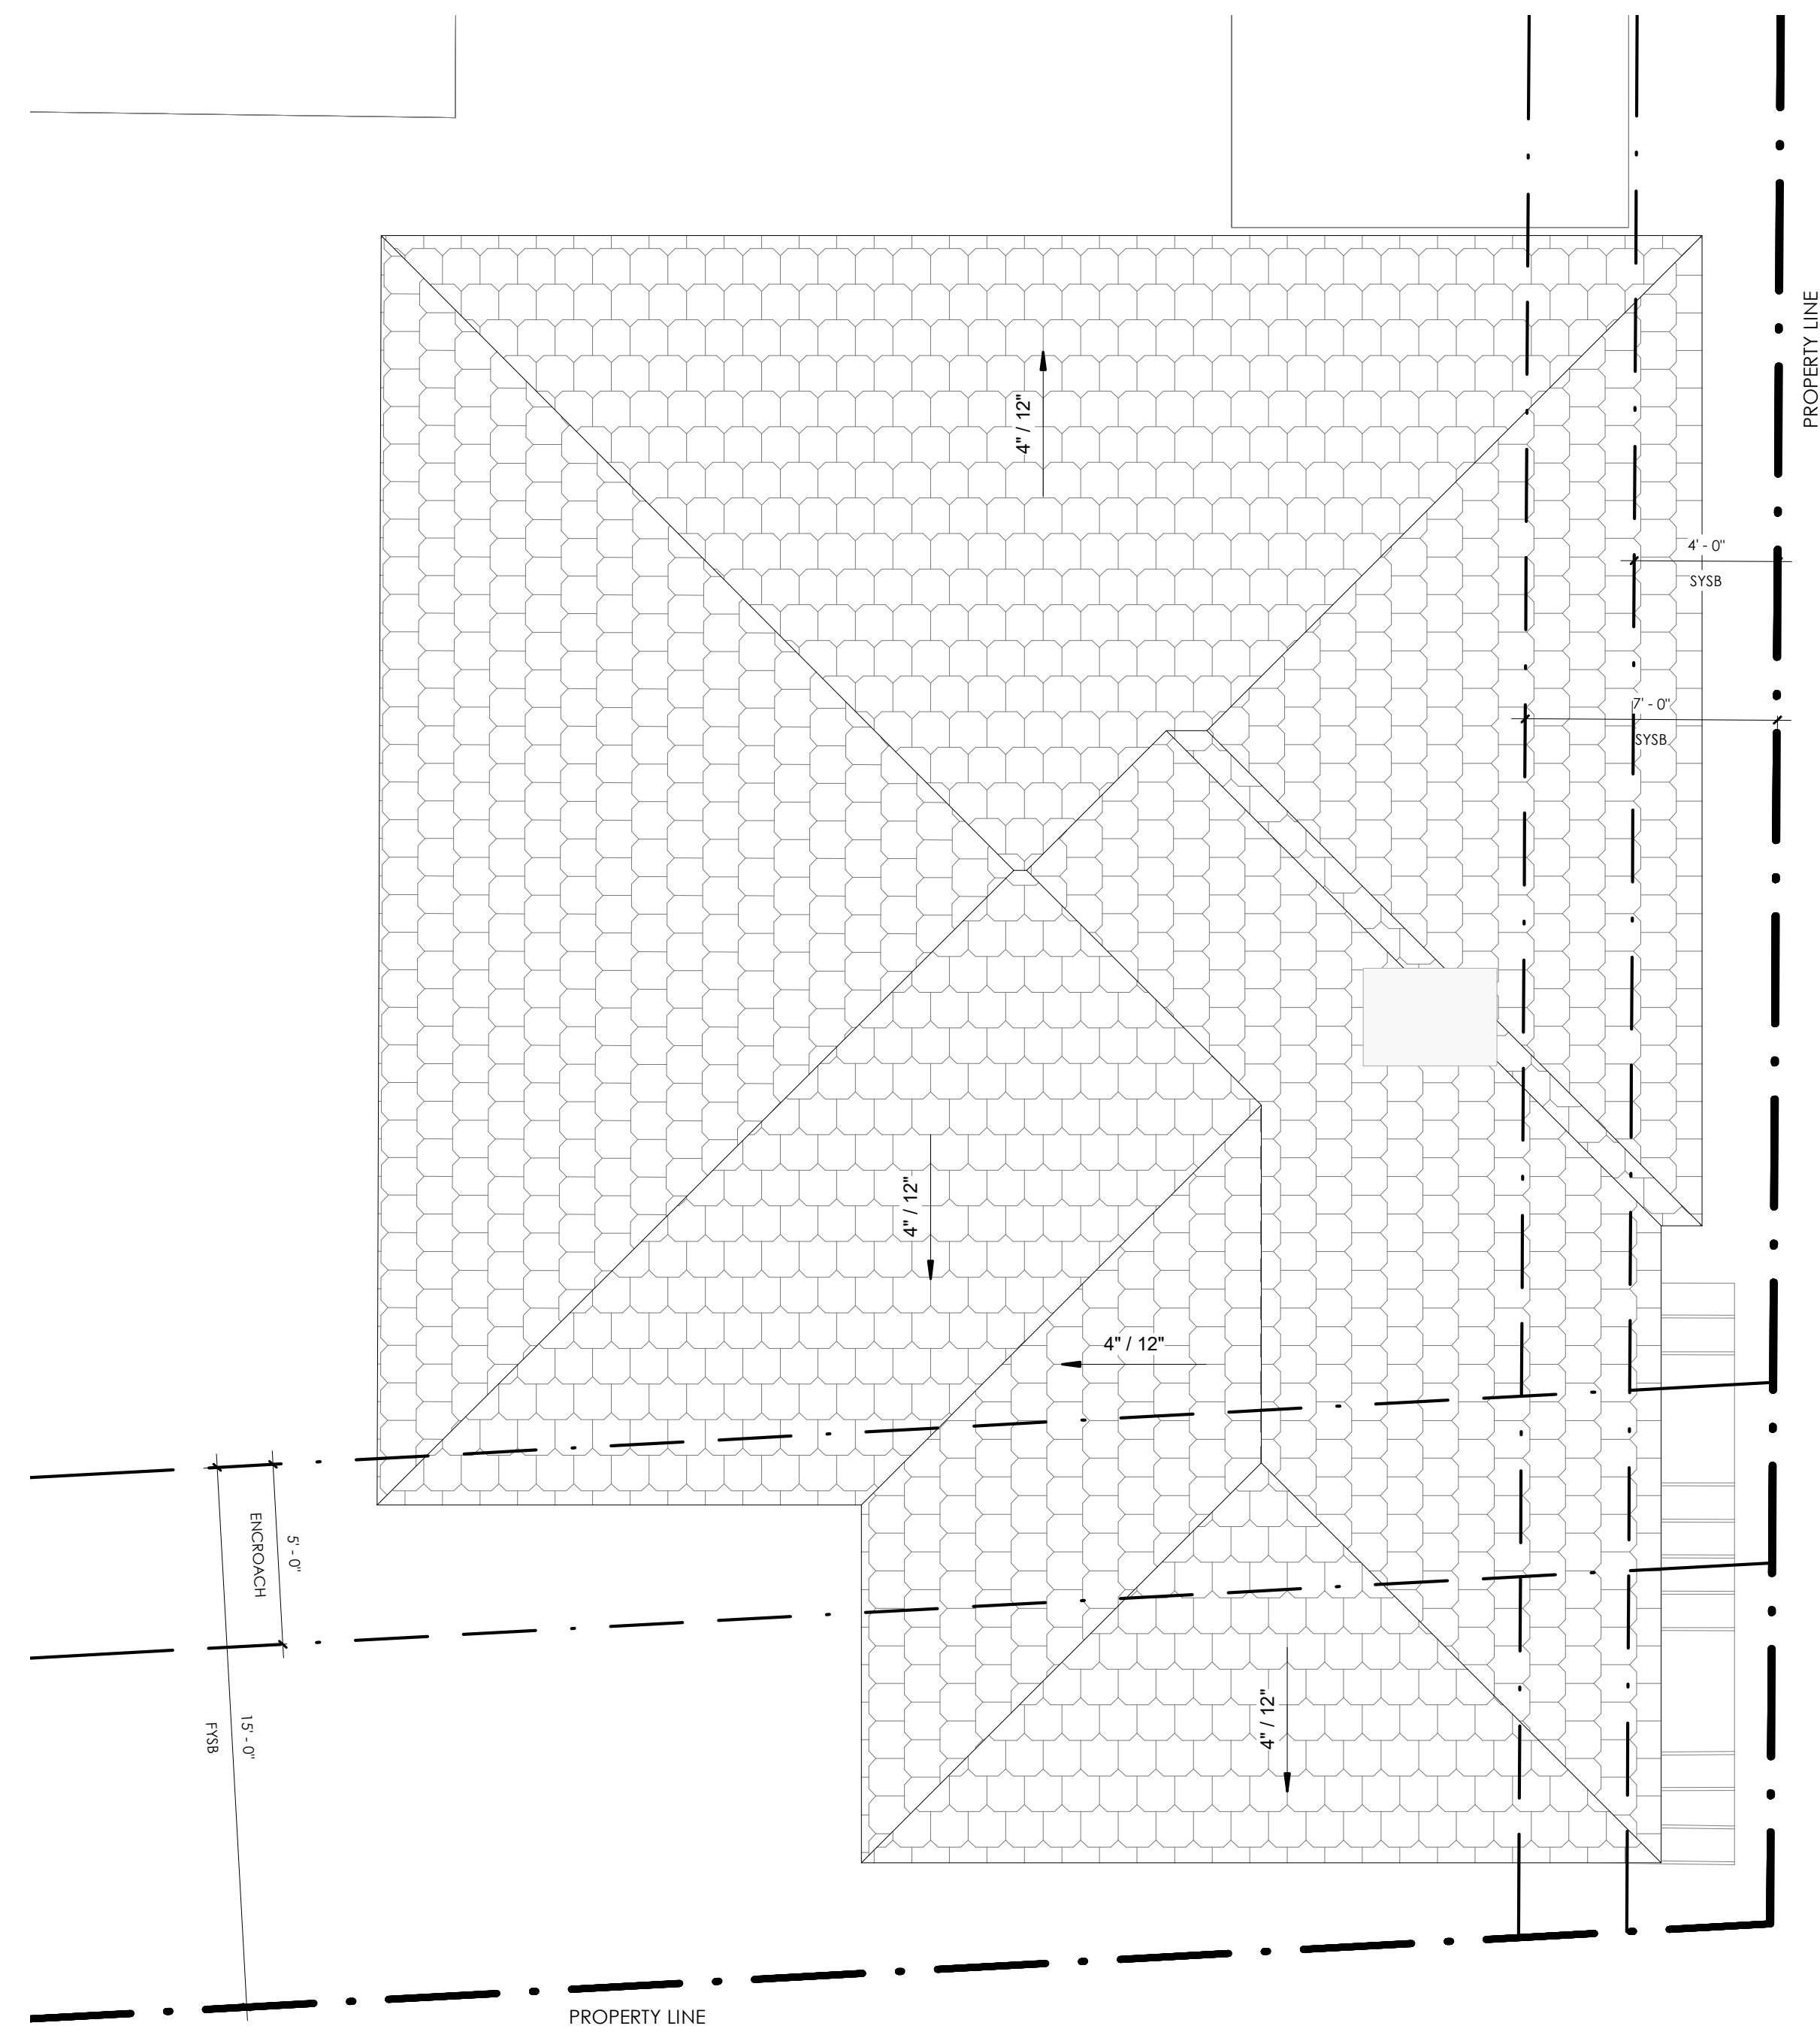 PROPERTY LINE
4" / 12"
4' - 0"
SYSB
7' - 0"
SYSB
4" / 12"
4" / 12"
5' - 0"
ENCROACH
4" / 12"
15' - 0"
FYSB
PROPERTY LINE